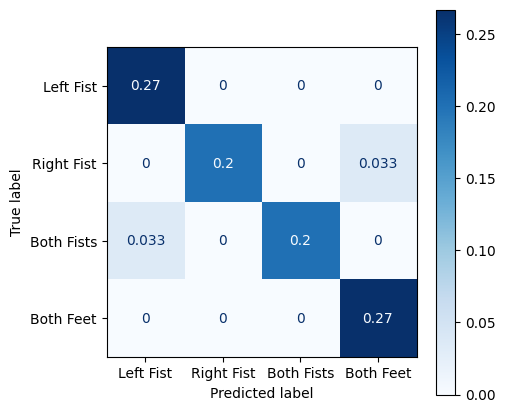 Left Fist 0.27 0 0 0
Right Fist 0 0.2 0 0.033
Both Fists 0.033 0 0.2 0
Both Feet 0 0 0 0.27
Left Fist Right Fist Both Fists Both Feet
Predicted label
True label
0.25
0.20
0.15
0.10
0.05
0.00